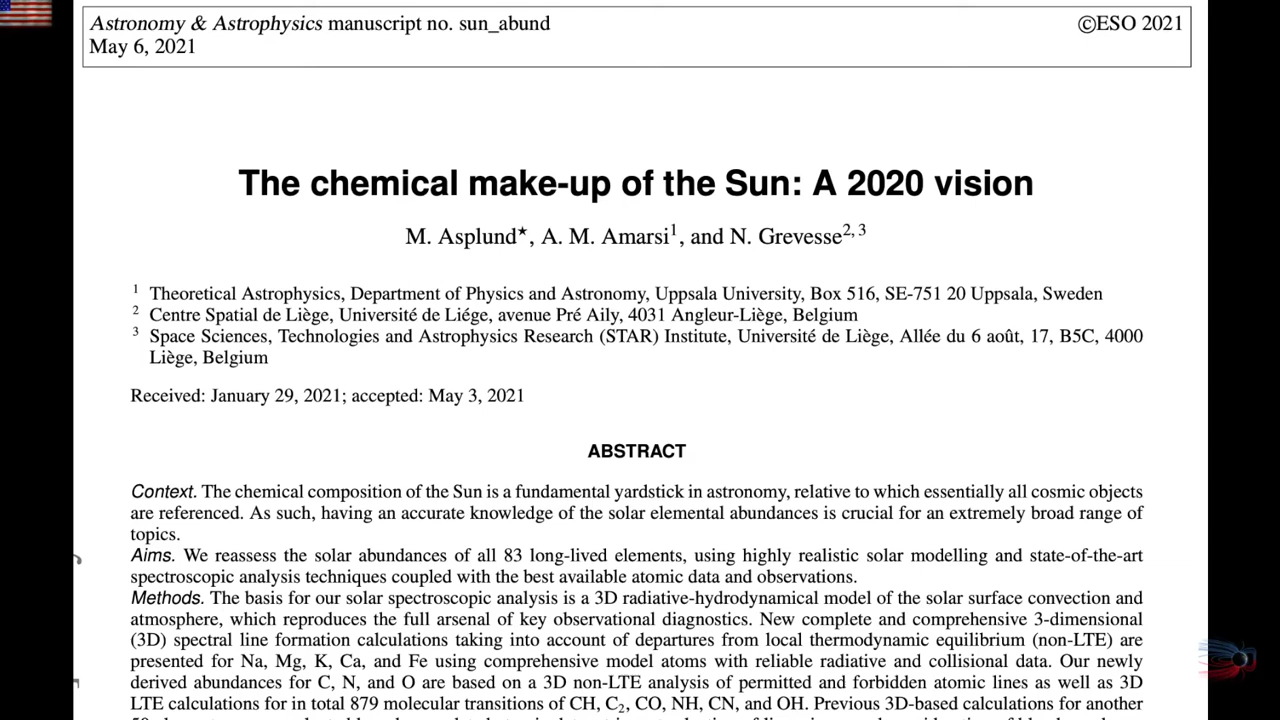 Astronomy & Astrophysics manuscript no. sun_abund
©ESO 2021
May 6, 2021
The chemical make-up of the Sun: A 2020 vision
M. Asplund⋆, A. M. Amarsi¹, and N. Grevesse²,³
¹ Theoretical Astrophysics, Department of Physics and Astronomy, Uppsala University, Box 516, SE-751 20 Uppsala, Sweden
² Centre Spatial de Liège, Université de Liége, avenue Pré Aily, 4031 Angleur-Liège, Belgium
³ Space Sciences, Technologies and Astrophysics Research (STAR) Institute, Université de Liège, Allée du 6 août, 17, B5C, 4000
Liège, Belgium
Received: January 29, 2021; accepted: May 3, 2021
ABSTRACT
Context. The chemical composition of the Sun is a fundamental yardstick in astronomy, relative to which essentially all cosmic objects
are referenced. As such, having an accurate knowledge of the solar elemental abundances is crucial for an extremely broad range of
topics.
Aims. We reassess the solar abundances of all 83 long-lived elements, using highly realistic solar modelling and state-of-the-art
spectroscopic analysis techniques coupled with the best available atomic data and observations.
Methods. The basis for our solar spectroscopic analysis is a 3D radiative-hydrodynamical model of the solar surface convection and
atmosphere, which reproduces the full arsenal of key observational diagnostics. New complete and comprehensive 3-dimensional
(3D) spectral line formation calculations taking into account of departures from local thermodynamic equilibrium (non-LTE) are
presented for Na, Mg, K, Ca, and Fe using comprehensive model atoms with reliable radiative and collisional data. Our newly
derived abundances for C, N, and O are based on a 3D non-LTE analysis of permitted and forbidden atomic lines as well as 3D
LTE calculations for in total 879 molecular transitions of CH, C₂, CO, NH, CN, and OH. Previous 3D-based calculations for another